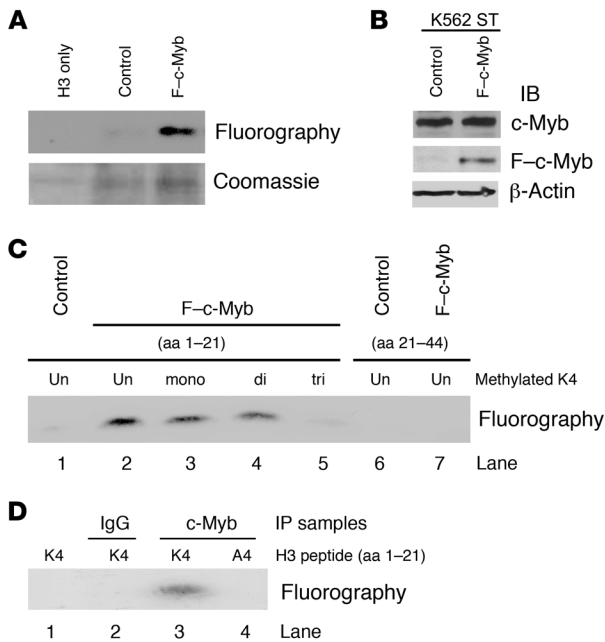 A
H3 only
Control
F–c-Myb
Fluorography
Coomassie
B
K562 ST
Control
F–c-Myb
IB
c-Myb
F–c-Myb
β-Actin
C
Control
F–c-Myb
Control
F–c-Myb
(aa 1–21)
(aa 21–44)
Un Un mono di tri Un Un Methylated K4
Fluorography
1 2 3 4 5 6 7 Lane
D
IgG c-Myb IP samples
K4 K4 K4 A4 H3 peptide (aa 1–21)
Fluorography
1 2 3 4 Lane